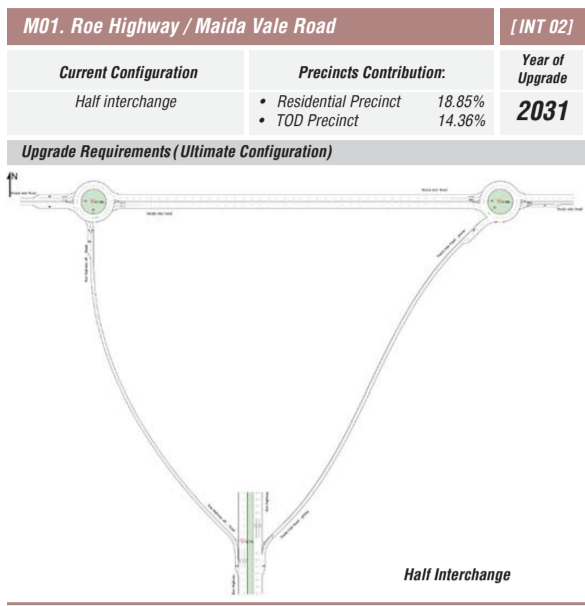 M01. Roe Highway / Maida Vale Road
[ INT 02]
Current Configuration
Precincts Contribution:
Year of
Upgrade
Half interchange
• Residential Precinct 18.85%
• TOD Precinct 14.36%
2031
Upgrade Requirements ( Ultimate Configuration)
N
Half Interchange